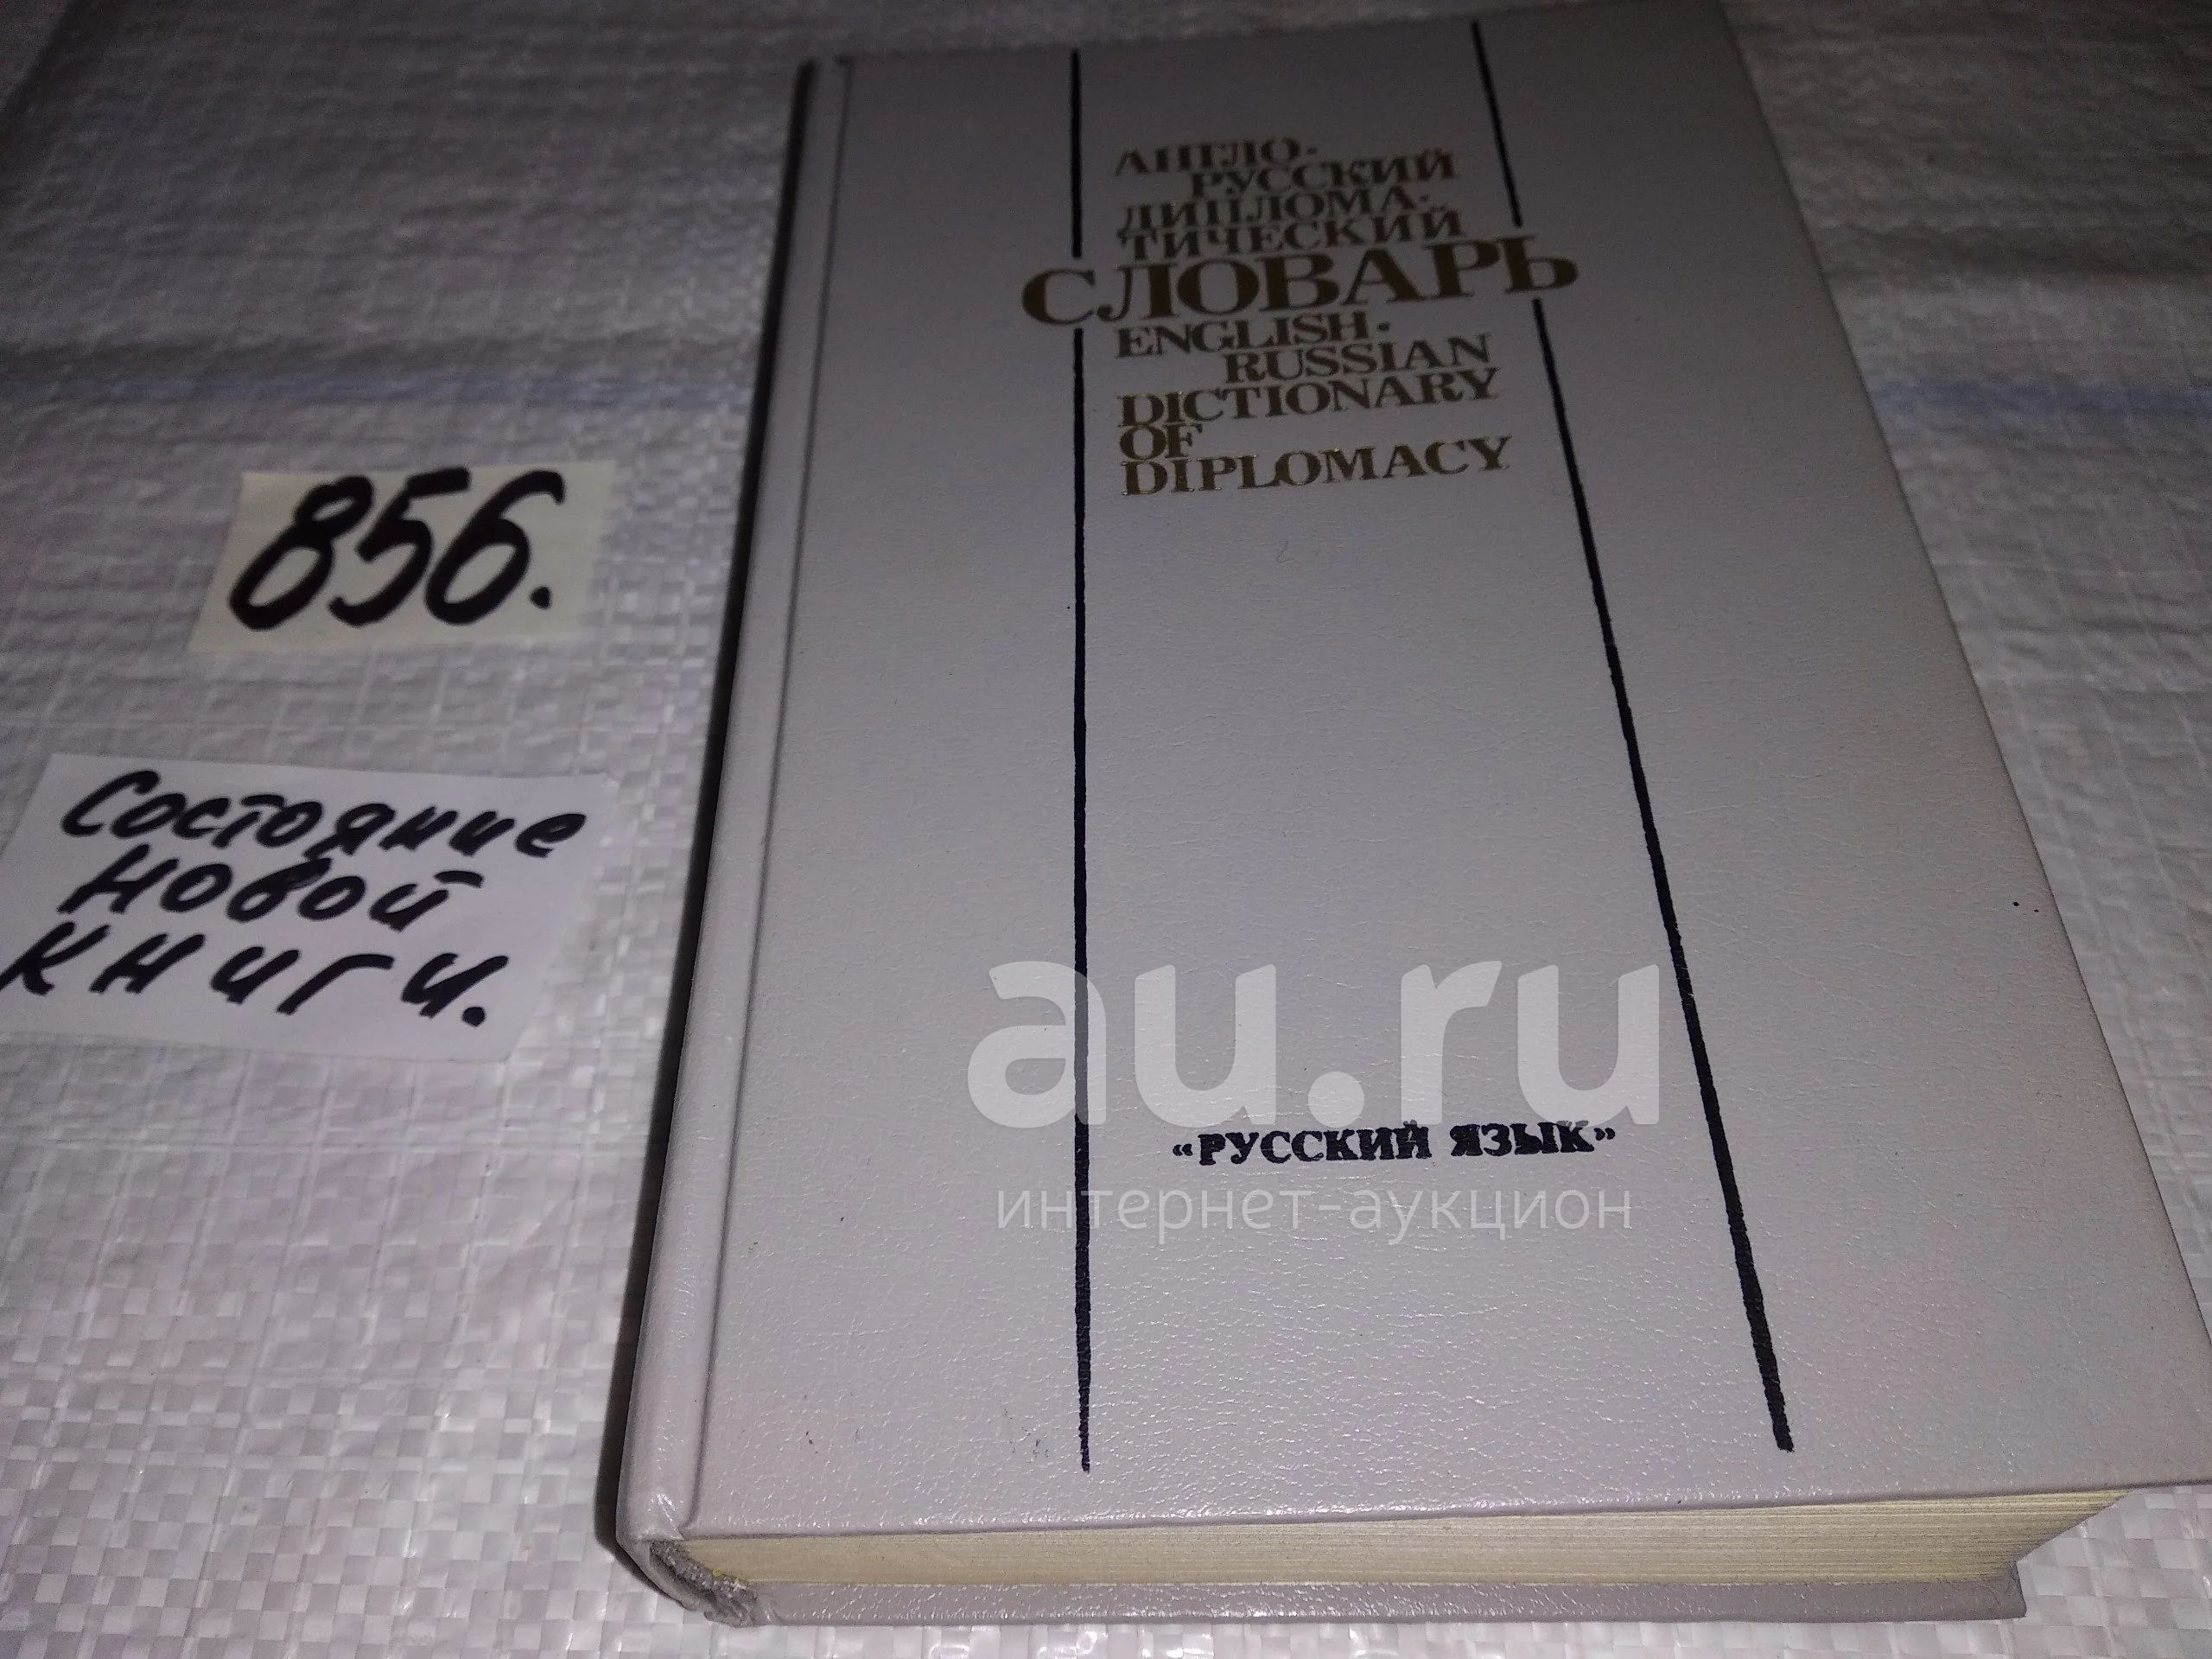 АНГЛО-
РУССКИЙ
ДИПЛОМА-
ТИЧЕСКИЙ
СЛОВАРЬ
ENGLISH-
RUSSIAN
DICTIONARY
OF
DIPLOMACY
856.
Состояние
новой
книги.
au.ru
«РУССКИЙ ЯЗЫК»
интернет-аукцион